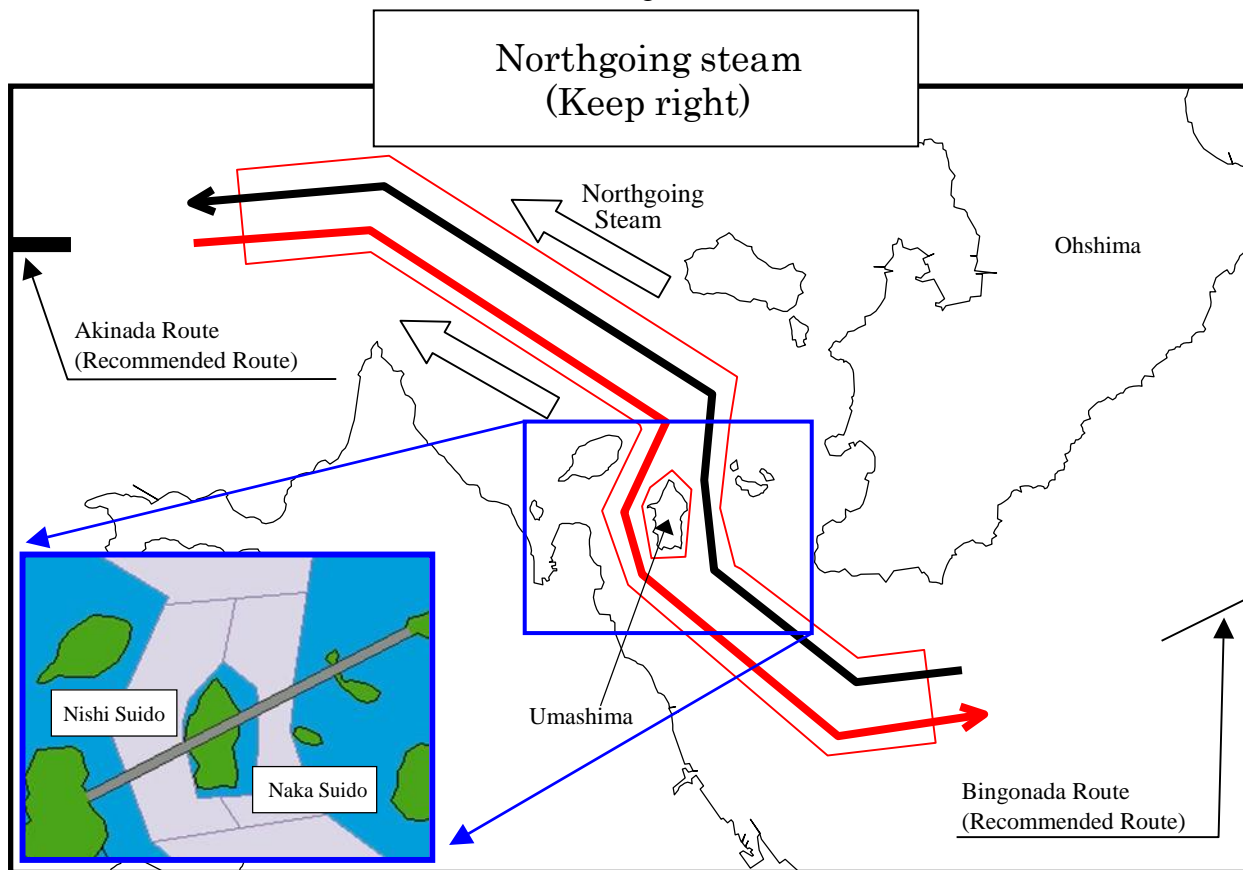 Northgoing steam
(Keep right)
Northgoing
Steam
Ohshima
Akinada Route
(Recommended Route)
Nishi Suido
Naka Suido
Umashima
Bingonada Route
(Recommended Route)